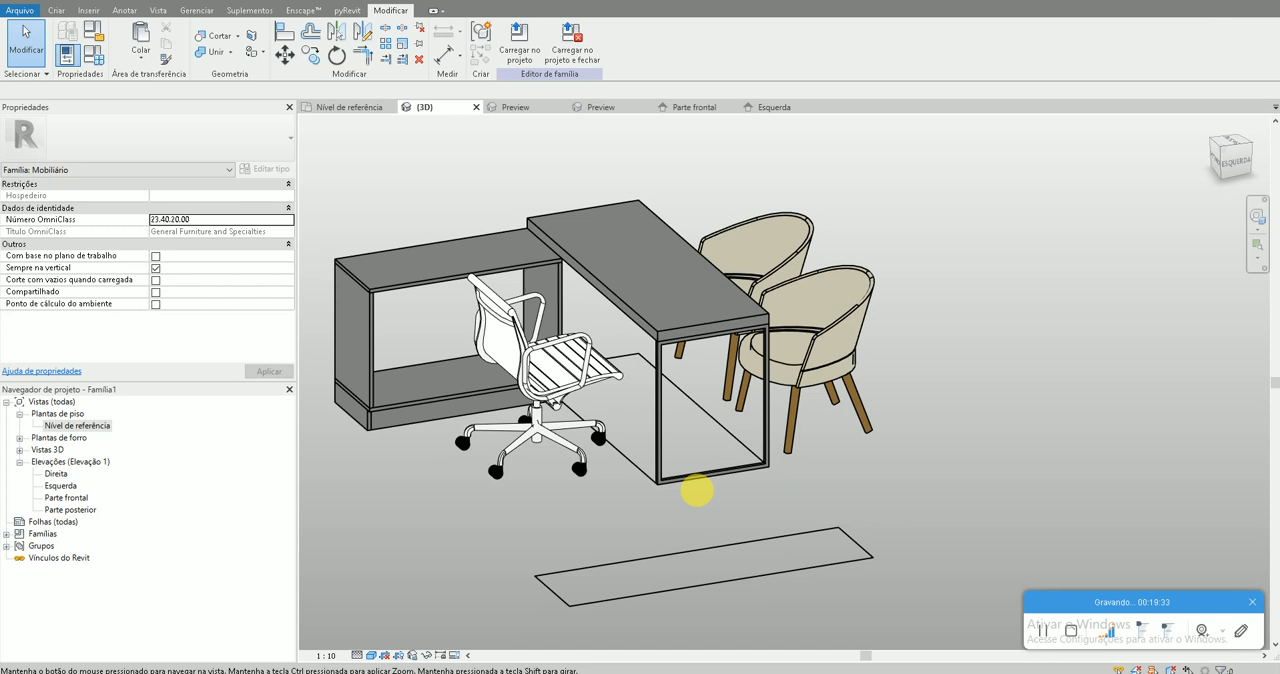 Arquivo Criar Inserir Anotar Vista Gerenciar Suplementos Enscape™ pyRevit Modificar
Modificar
Colar
Cortar
Unir
Carregar no projeto
Carregar no projeto e fechar
Selecionar Propriedades Área de transferência Geometria Modificar Medir Criar Editor de família
Propriedades
Nível de referência (3D) Preview Preview Parte frontal Esquerda
Família: Mobiliário Editar tipo
Restrições
Hospedeiro
Dados de identidade
Número OmniClass 23.40.20.00
Título OmniClass General Furniture and Specialties
Outros
Com base no plano de trabalho
Sempre na vertical
Corte com vazios quando carregada
Compartilhado
Ponto de cálculo do ambiente
Ajuda de propriedades Aplicar
Navegador de projeto - Família1
Vistas (todas)
Plantas de piso
Nível de referência
Plantas de forro
Vistas 3D
Elevações (Elevação 1)
Direita
Esquerda
Parte frontal
Parte posterior
Folhas (todas)
Famílias
Grupos
Vínculos do Revit
ESQUERDA
Gravando... 00:19:33
Ativar o Windows
Acesse Configurações para ativar o Windows.
1 : 10
Mantenha o botão do mouse pressionado para navegar na vista. Mantenha a tecla Ctrl pressionada para aplicar Zoom. Mantenha pressionada a tecla Shift para girar.
:0